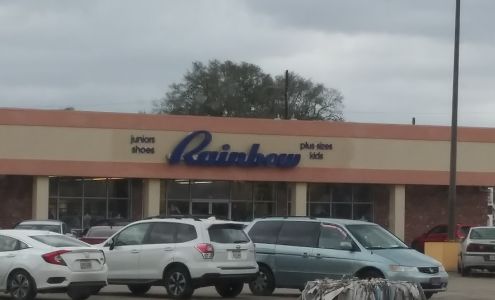 juniors
shoes
Rainbow
plus-sizes
kids